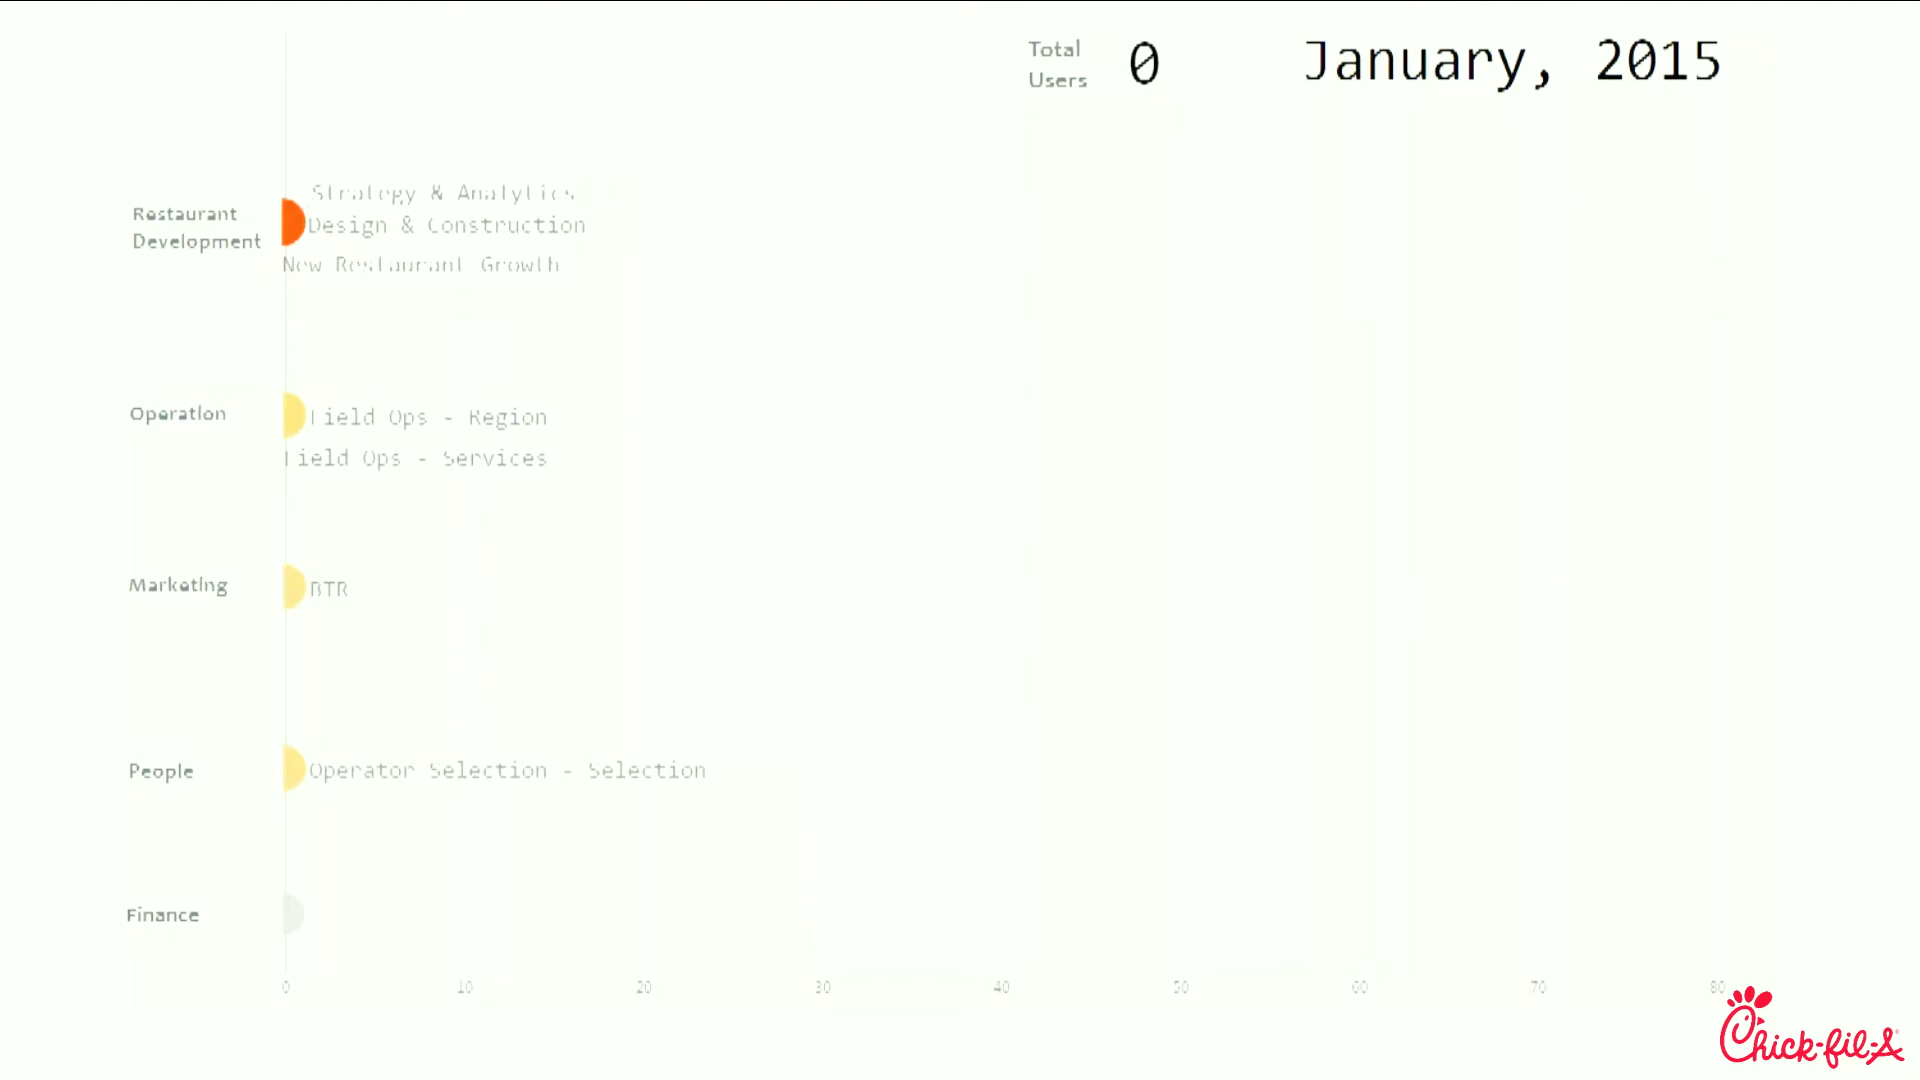 Total
Users
0
January, 2015
Strategy & Analytics
Restaurant
Development
Design & Construction
New Restaurant Growth
Operation
Field Ops - Region
Field Ops - Services
Marketing
BTR
People
Operator Selection - Selection
Finance
0 10 20 30 40 50 60 70 80
Chick-fil-A